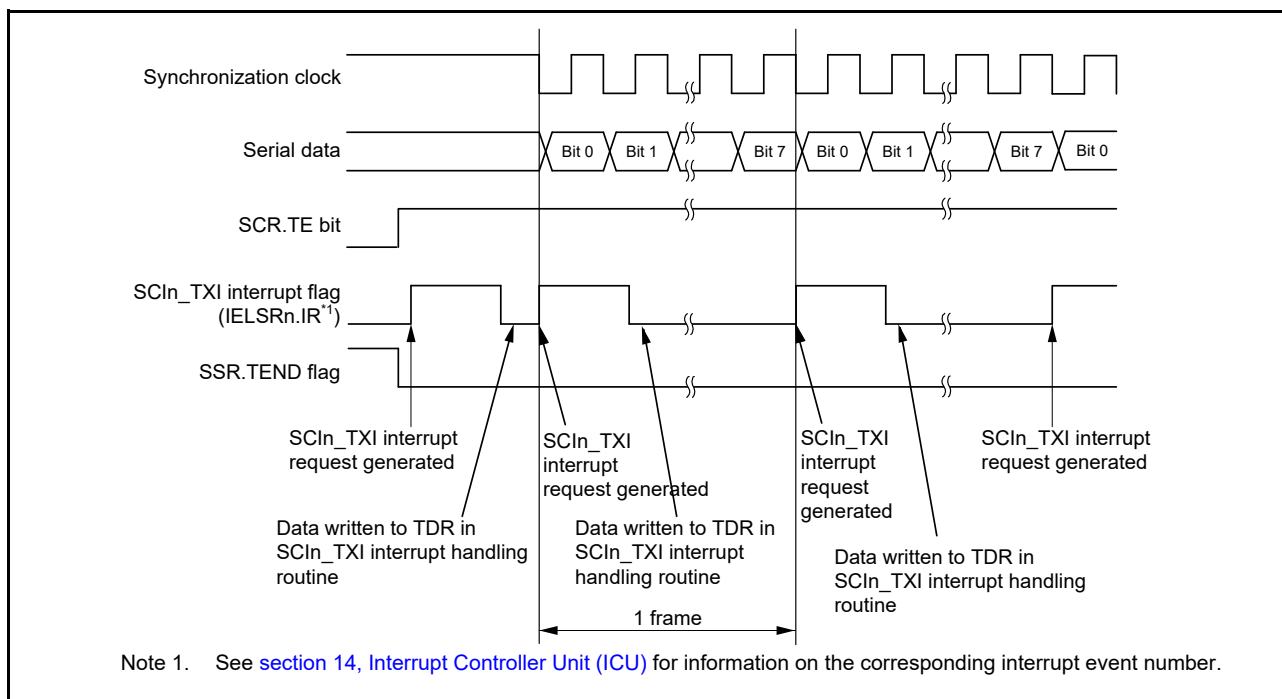 Synchronization clock
Serial data
Bit 0 Bit 1 Bit 7 Bit 0 Bit 1 Bit 7 Bit 0
SCR.TE bit
SCIn_TXI interrupt flag
(IELSRn.IR*1)
SSR.TEND flag
SCIn_TXI interrupt
request generated
SCIn_TXI
interrupt
request generated
SCIn_TXI
interrupt
request
generated
SCIn_TXI interrupt
request generated
Data written to TDR in
SCIn_TXI interrupt handling
routine
Data written to TDR in
SCIn_TXI interrupt
handling routine
Data written to TDR in
SCIn_TXI interrupt handling
routine
1 frame
Note 1. See section 14, Interrupt Controller Unit (ICU) for information on the corresponding interrupt event number.